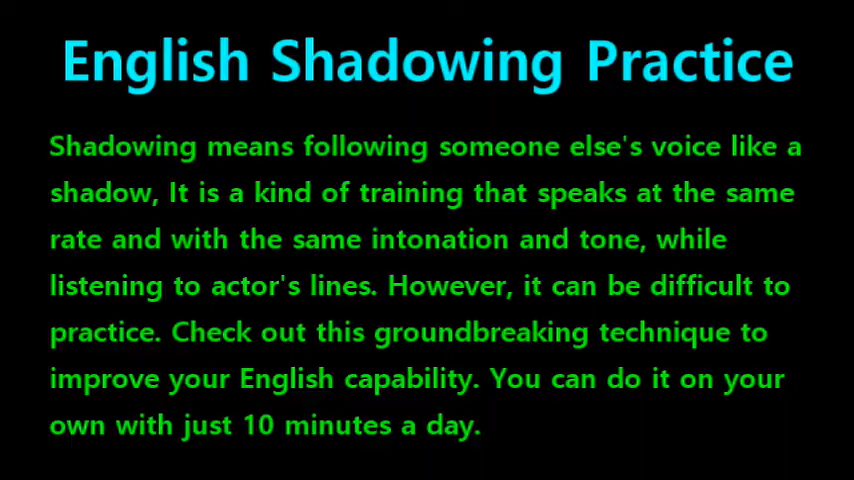 English Shadowing Practice
Shadowing means following someone else's voice like a
shadow, It is a kind of training that speaks at the same
rate and with the same intonation and tone, while
listening to actor's lines. However, it can be difficult to
practice. Check out this groundbreaking technique to
improve your English capability. You can do it on your
own with just 10 minutes a day.